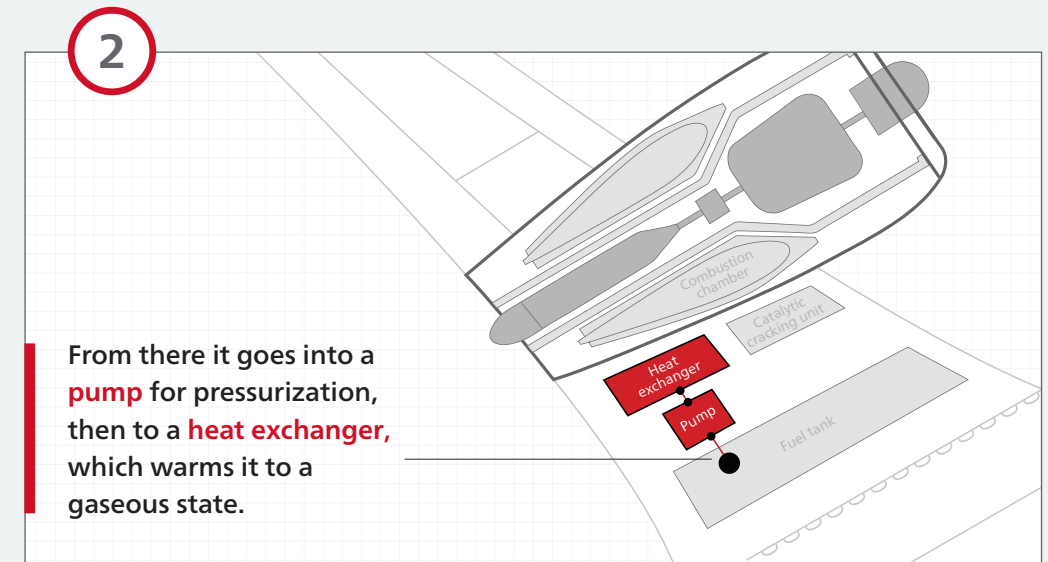 2
From there it goes into a
pump for pressurization,
then to a heat exchanger,
which warms it to a
gaseous state.
Combustion
chamber
Catalytic
cracking unit
Heat
exchanger
Pump
Fuel tank